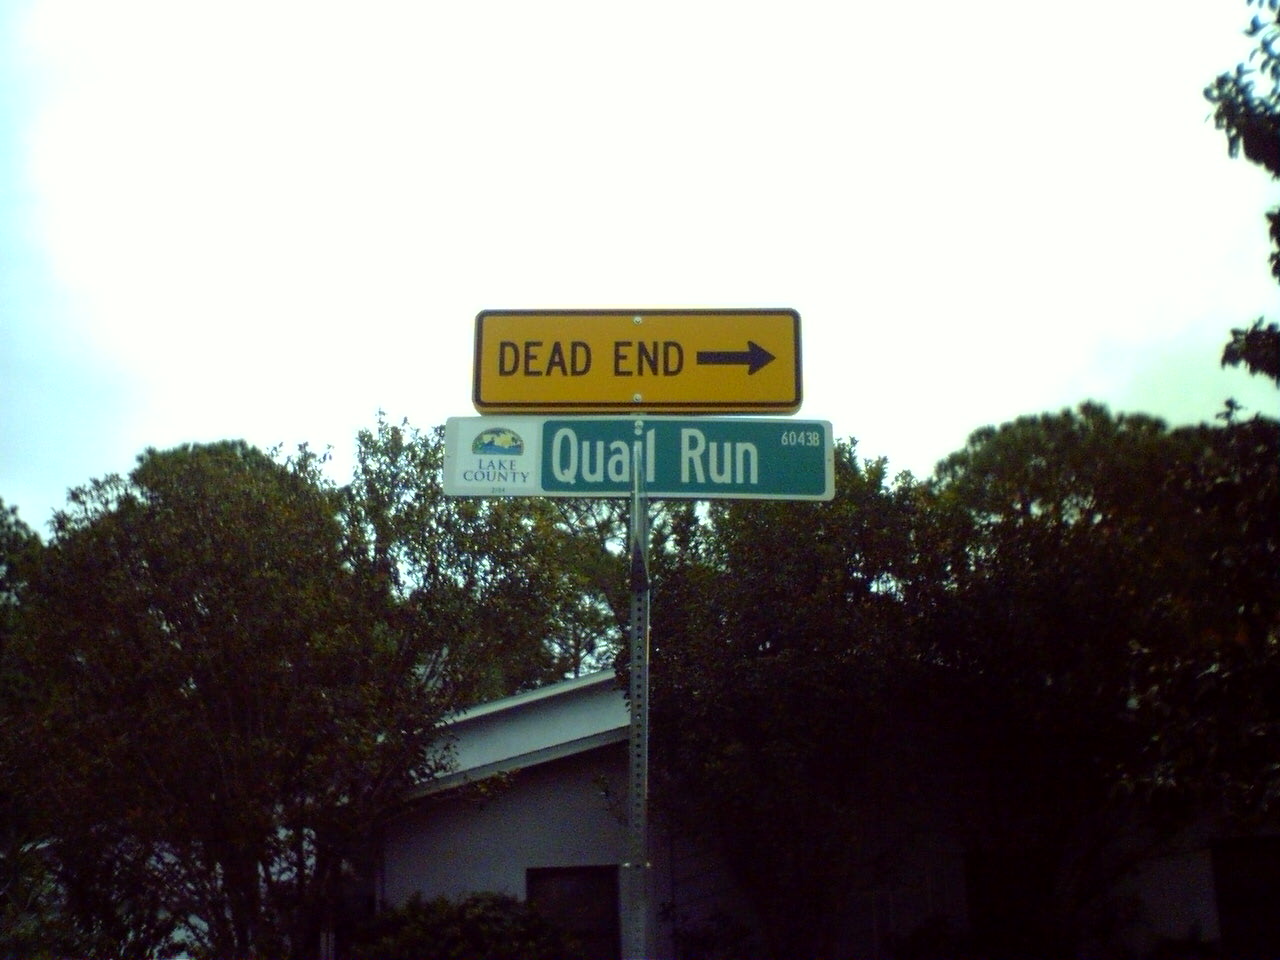 DEAD END
Quail Run
6043B
LAKE
COUNTY